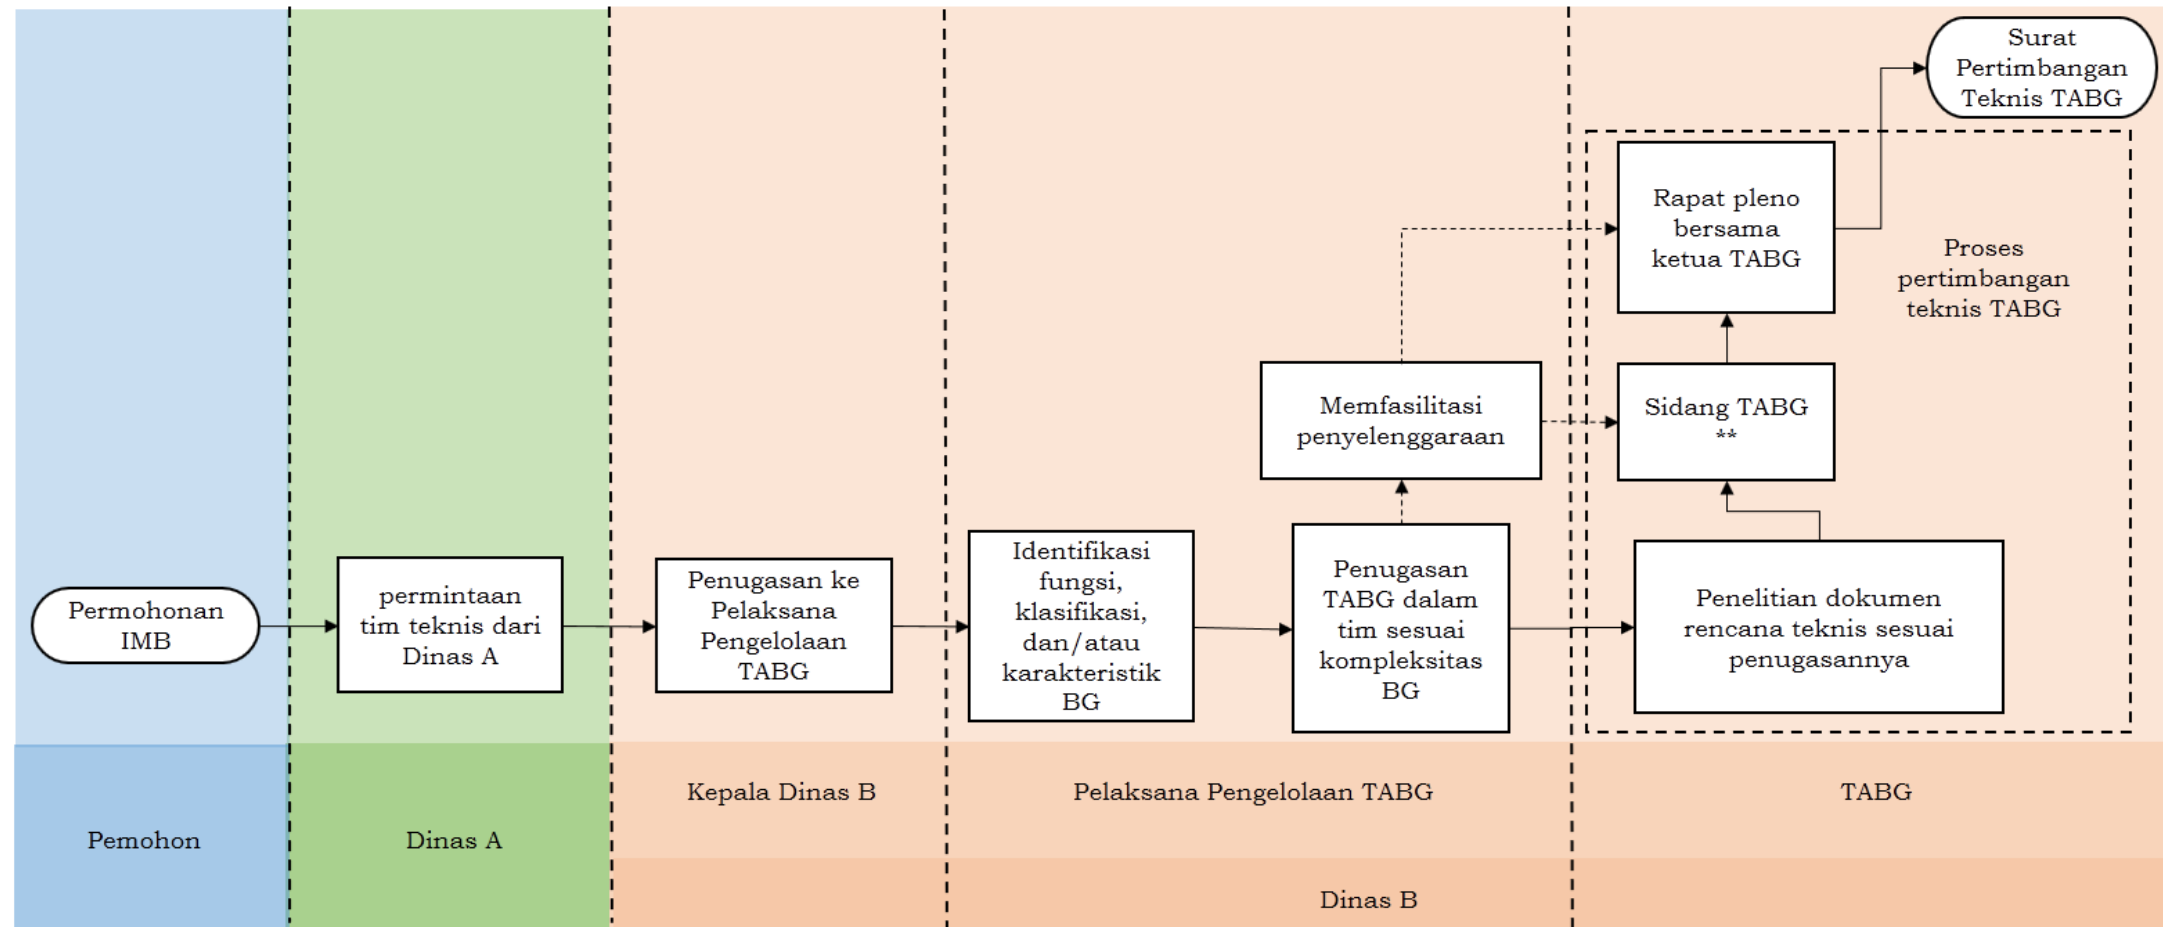 Surat
Pertimbangan
Teknis TABG
Rapat pleno
bersama
ketua TABG
Proses
pertimbangan
teknis TABG
Memfasilitasi
penyelenggaraan
Sidang TABG
**
Permohonan
IMB
permintaan
tim teknis dari
Dinas A
Penugasan ke
Pelaksana
Pengelolaan
TABG
Identifikasi
fungsi,
klasifikasi,
dan/atau
karakteristik
BG
Penugasan
TABG dalam
tim sesuai
kompleksitas
BG
Penelitian dokumen
rencana teknis sesuai
penugasannya
Kepala Dinas B
Pelaksana Pengelolaan TABG
TABG
Pemohon
Dinas A
Dinas B